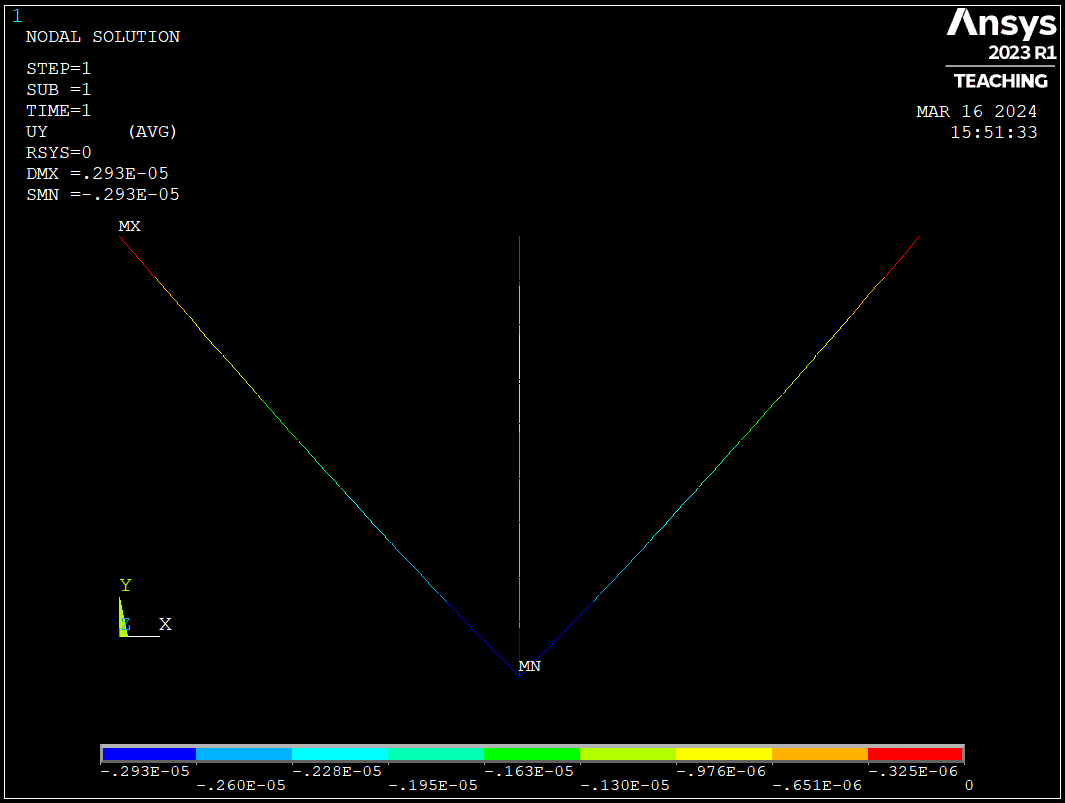 1
NODAL SOLUTION
STEP=1
SUB =1
TIME=1
UY (AVG)
RSYS=0
DMX =.293E-05
SMN =-.293E-05
Ansys
2023 R1
TEACHING
MAR 16 2024
15:51:33
MX
MN
Y
Z X
-.293E-05 -.228E-05 -.163E-05 -.976E-06 -.325E-06
-.260E-05 -.195E-05 -.130E-05 -.651E-06 0